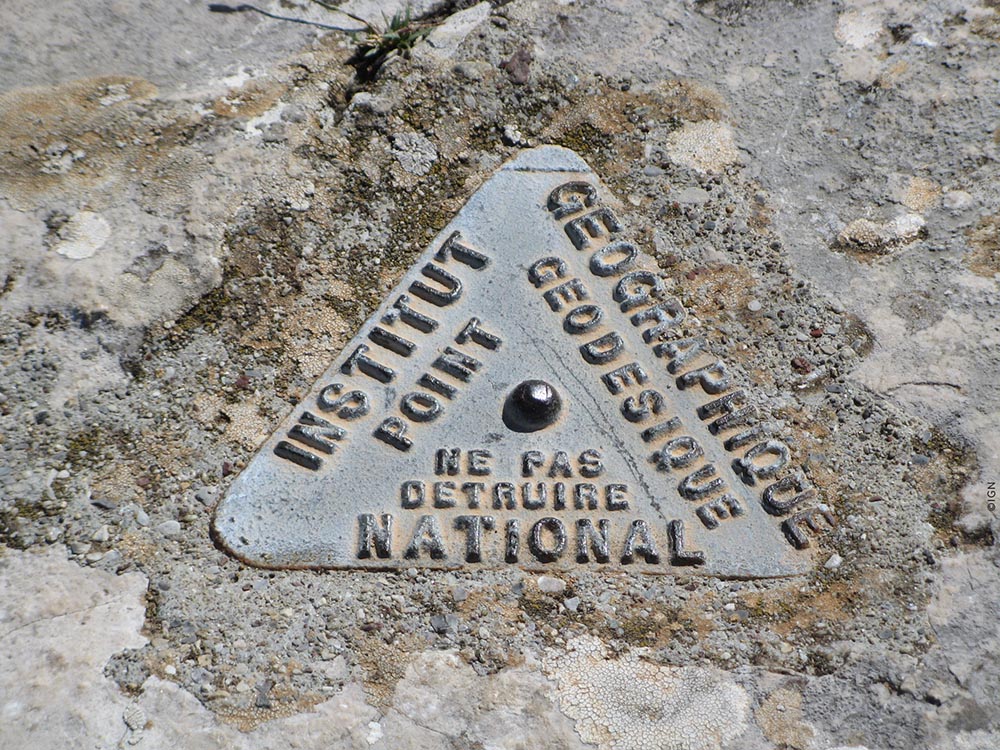 INSTITUT
GEOGRAPHIQUE
NATIONAL
POINT
GEODESIQUE
NE PAS
DETRUIRE
©IGN